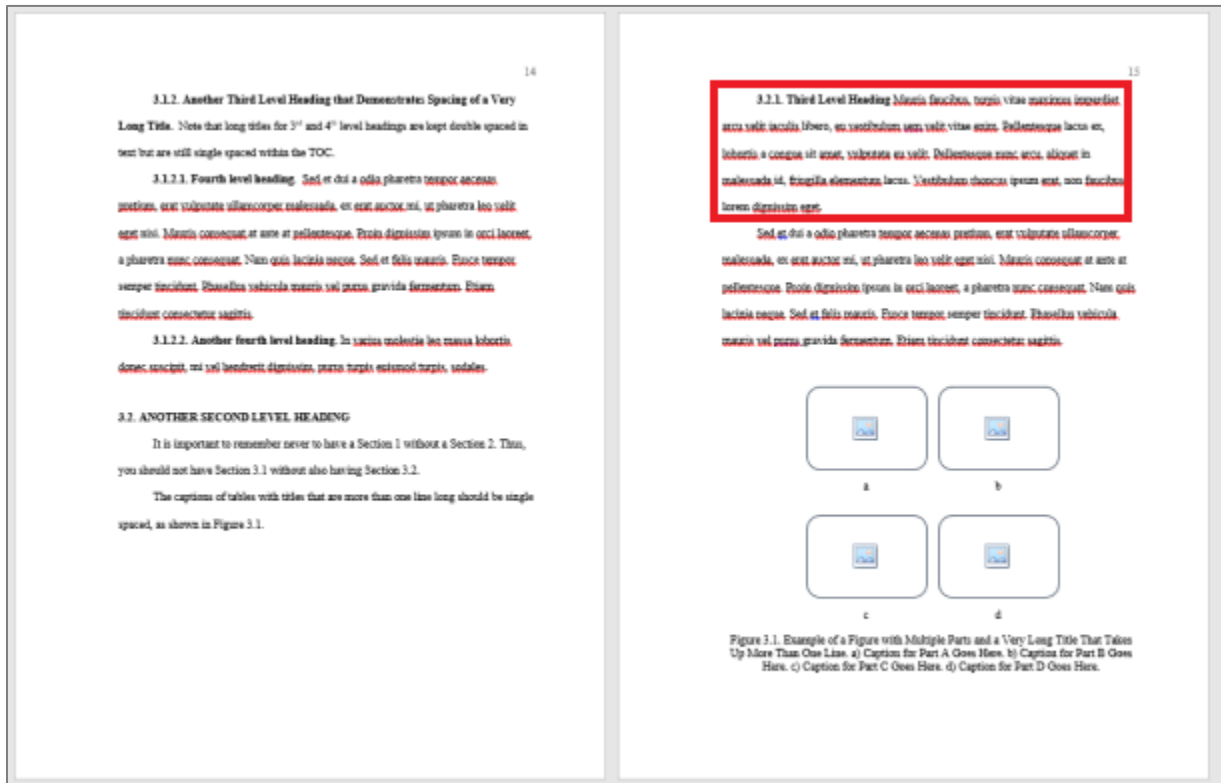 14
3.1.2. Another Third Level Heading that Demonstrates Spacing of a Very
Long Title. Note that long titles for 3rd and 4th level headings are kept double spaced in
text but are still single spaced within the TOC.
3.1.2.1. Fourth level heading. Sed et dui a odio pharetra tempor aecenas
pretium, erat vulputate ullamcorper malesuada, ex erat auctor mi, ut pharetra leo velit
eget nisi. Mauris consequat at ante at pellentesque. Proin dignissim ipsum in orci laoreet,
a pharetra nunc consequat. Nam quis lacinia neque. Sed et felis mauris. Fusce tempor
semper tincidunt. Phasellus vehicula mauris vel purus gravida fermentum. Etiam
tincidunt consectetur sagittis.
3.1.2.2. Another fourth level heading. In varius molestie leo massa lobortis
donec suscipit, mi vel hendrerit dignissim, purus turpis euismod turpis, sodales.
3.2. ANOTHER SECOND LEVEL HEADING
It is important to remember never to have a Section 1 without a Section 2. Thus,
you should not have Section 3.1 without also having Section 3.2.
The captions of tables with titles that are more than one line long should be single
spaced, as shown in Figure 3.1.
15
3.2.1. Third Level Heading Mauris faucibus, turpis vitae maximus imperdiet
arcu velit iaculis libero, eu vestibulum sem velit vitae enim. Pellentesque lacus ex,
lobortis a congue sit amet, vulputate eu velit. Pellentesque nunc arcu, aliquet in
malesuada id, fringilla elementum lacus. Vestibulum rhoncus ipsum erat, non faucibus
lorem dignissim eget.
Sed et dui a odio pharetra tempor aecenas pretium, erat vulputate ullamcorper
malesuada, ex erat auctor mi, ut pharetra leo velit eget nisi. Mauris consequat at ante at
pellentesque. Proin dignissim ipsum in orci laoreet, a pharetra nunc consequat. Nam quis
lacinia neque. Sed et felis mauris. Fusce tempor semper tincidunt. Phasellus vehicula
mauris vel purus gravida fermentum. Etiam tincidunt consectetur sagittis.
a b
c d
Figure 3.1. Example of a Figure with Multiple Parts and a Very Long Title That Takes
Up More Than One Line. a) Caption for Part A Goes Here. b) Caption for Part B Goes
Here. c) Caption for Part C Goes Here. d) Caption for Part D Goes Here.